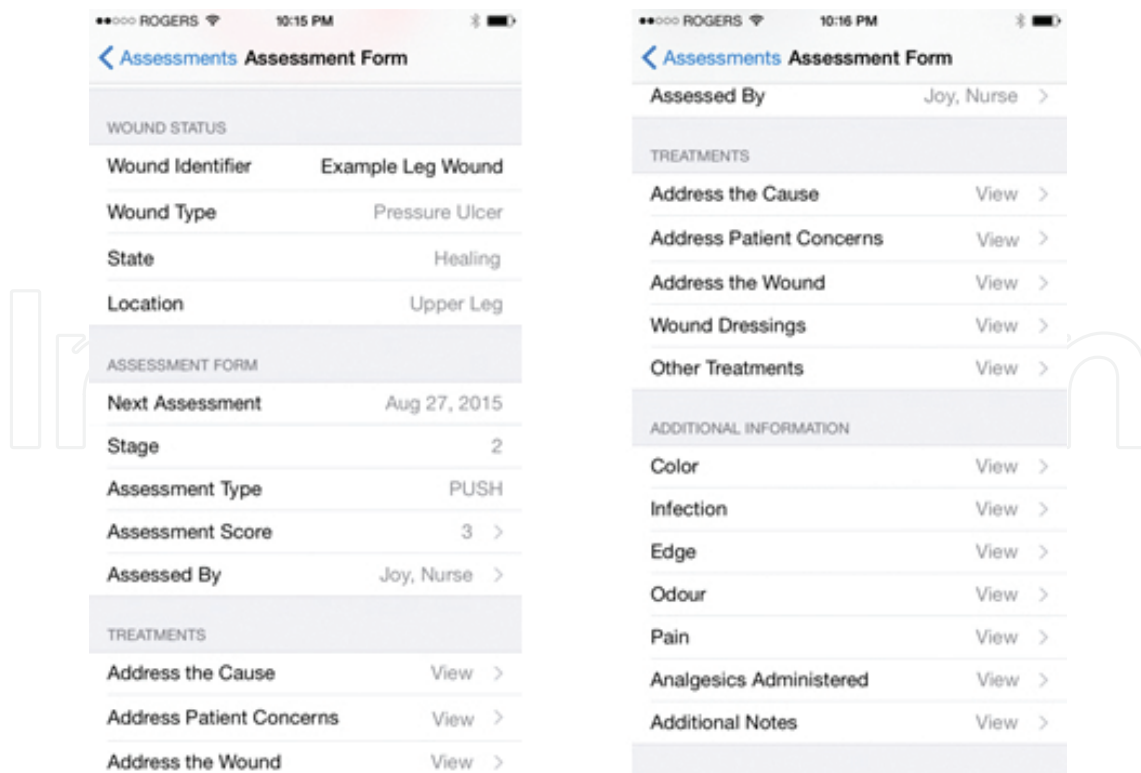 ROGERS 10:15 PM
Assessments Assessment Form
WOUND STATUS
Wound Identifier Example Leg Wound
Wound Type Pressure Ulcer
State Healing
Location Upper Leg
ASSESSMENT FORM
Next Assessment Aug 27, 2015
Stage 2
Assessment Type PUSH
Assessment Score 3
Assessed By Joy, Nurse
TREATMENTS
Address the Cause View
Address Patient Concerns View
Address the Wound View
ROGERS 10:16 PM
Assessments Assessment Form
Assessed By Joy, Nurse
TREATMENTS
Address the Cause View
Address Patient Concerns View
Address the Wound View
Wound Dressings View
Other Treatments View
ADDITIONAL INFORMATION
Color View
Infection View
Edge View
Odour View
Pain View
Analgesics Administered View
Additional Notes View